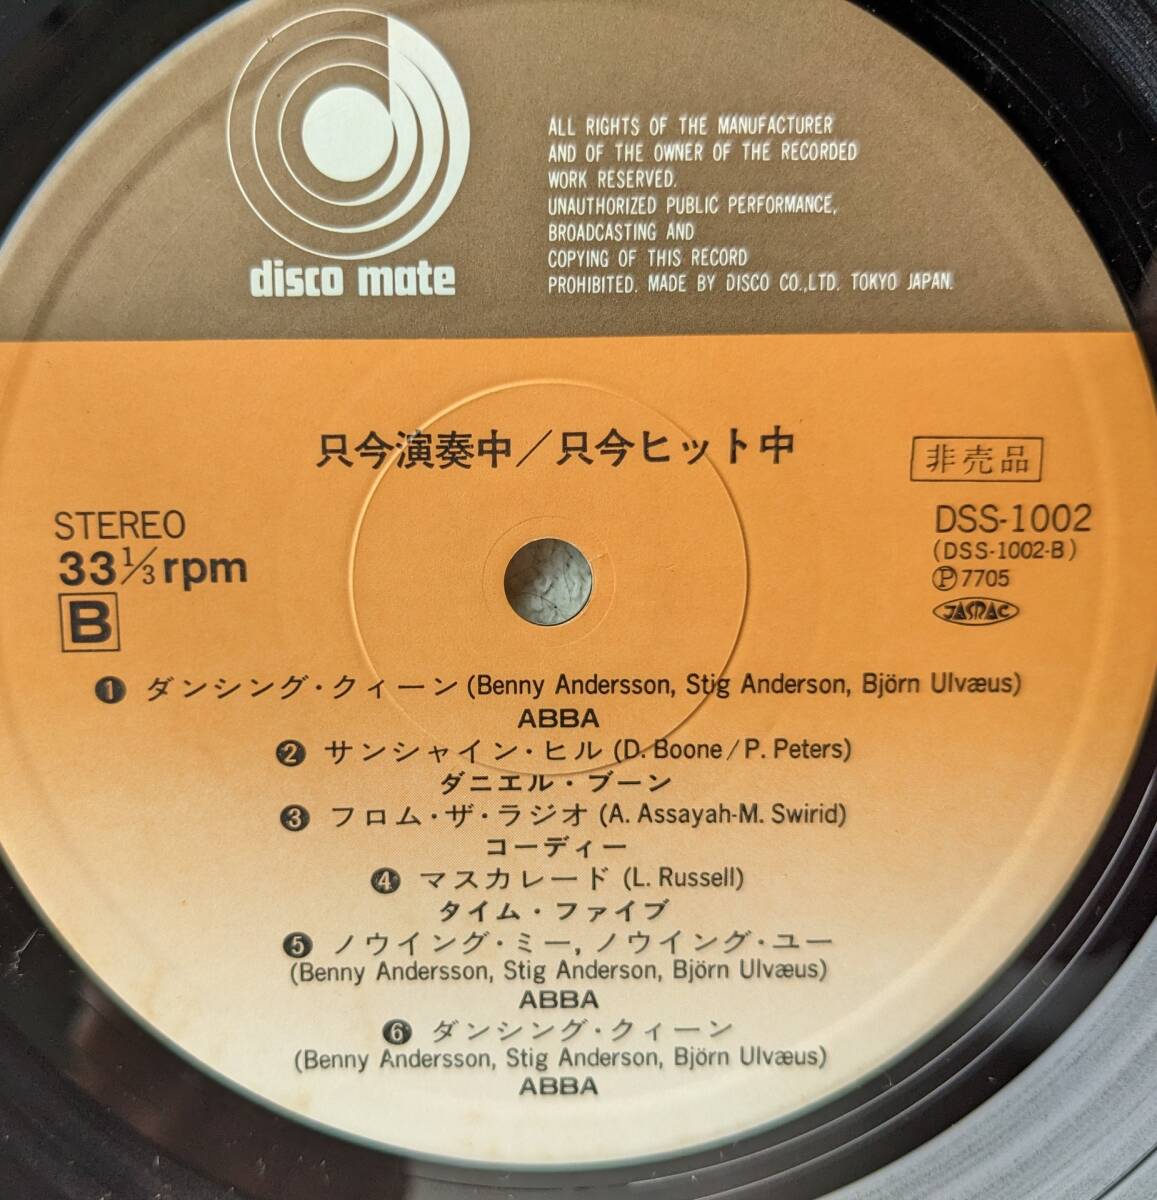 disco mate
ALL RIGHTS OF THE MANUFACTURER
AND OF THE OWNER OF THE RECORDED
WORK RESERVED.
UNAUTHORIZED PUBLIC PERFORMANCE,
BROADCASTING AND
COPYING OF THIS RECORD
PROHIBITED. MADE BY DISCO CO.,LTD. TOKYO JAPAN.
只今演奏中／只今ヒット中
非売品
STEREO
33 1/3 rpm
B
DSS-1002
(DSS-1002-B)
Ⓟ7705
JASRAC
❶ ダンシング・クィーン (Benny Andersson, Stig Anderson, Björn Ulvæus)
ABBA
❷ サンシャイン・ヒル (D. Boone / P. Peters)
ダニエル・ブーン
❸ フロム・ザ・ラジオ (A. Assayah-M. Swirid)
コーディー
❹ マスカレード (L. Russell)
タイム・ファイブ
❺ ノウイング・ミー, ノウイング・ユー
(Benny Andersson, Stig Anderson, Björn Ulvæus)
ABBA
❻ ダンシング・クィーン
(Benny Andersson, Stig Anderson, Björn Ulvæus)
ABBA